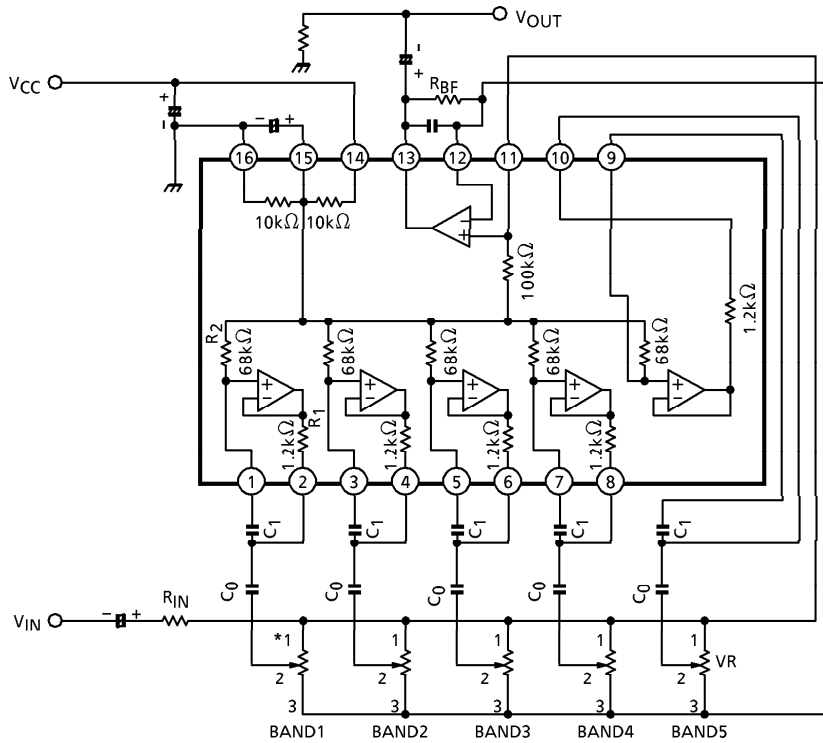 VOUT
VCC
RBF
16 15 14 13 12 11 10 9
10kΩ 10kΩ
100kΩ
1.2kΩ
R2
68kΩ 68kΩ 68kΩ 68kΩ 68kΩ
R1
1.2kΩ 1.2kΩ 1.2kΩ 1.2kΩ
1 2 3 4 5 6 7 8
C1 C1 C1 C1 C1
C0 C0 C0 C0 C0
VIN
RIN
*1 1 1 1 1
2 2 2 2 2
VR
3 3 3 3 3
BAND1 BAND2 BAND3 BAND4 BAND5